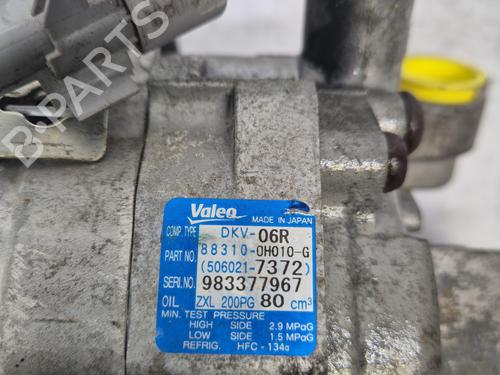 B-PARTS
Valeo
MADE IN JAPAN
COMP. TYPE DKV-06R
PART NO. 88310-0H010-G
(506021-7372)
SERI.NO. 983377967
OIL ZXL 200PG 80 cm³
MIN. TEST PRESSURE
HIGH SIDE 2.9 MPaG
LOW SIDE 1.5 MPaG
REFRIG. HFC-134a